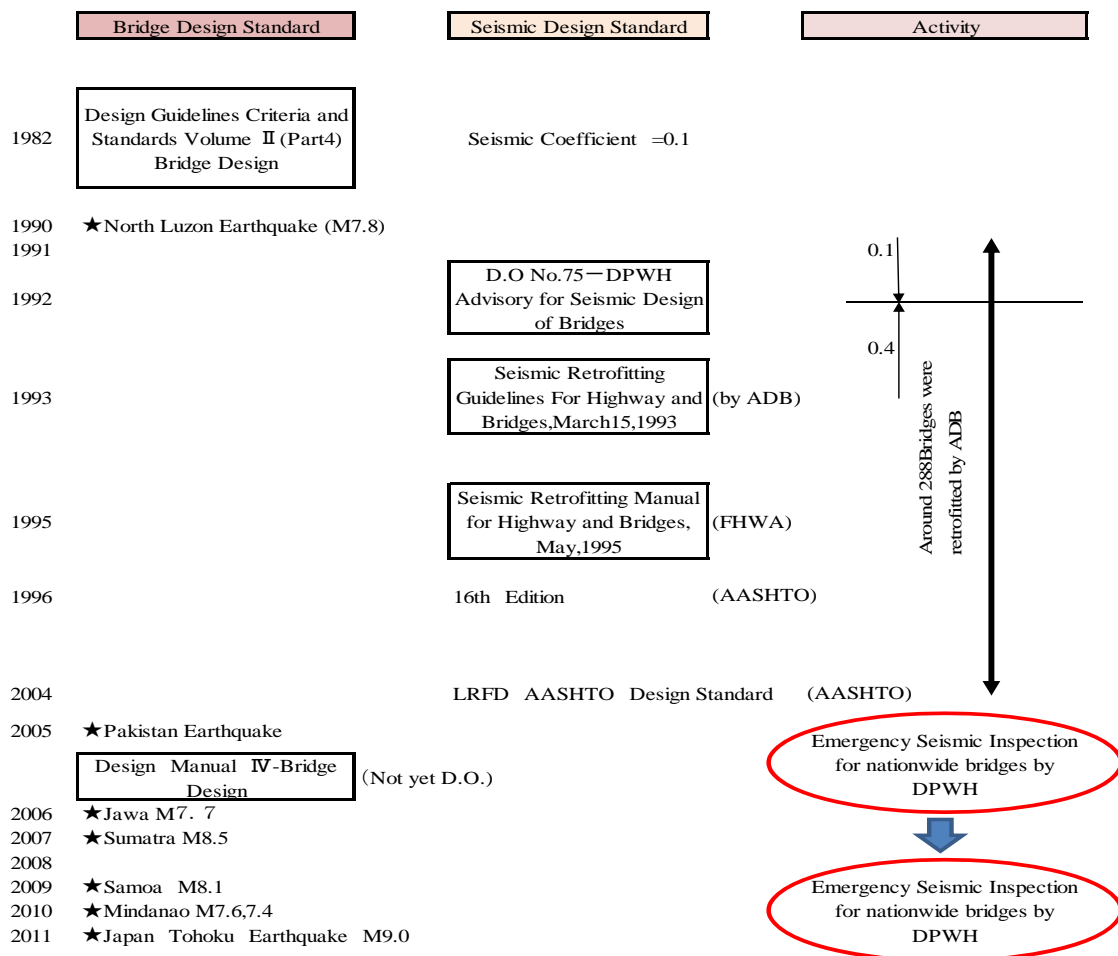 Bridge Design Standard
Seismic Design Standard
Activity
1982
Design Guidelines Criteria and
Standards Volume Ⅱ(Part4)
Bridge Design
Seismic Coefficient =0.1
1990
★North Luzon Earthquake (M7.8)
1991
0.1
1992
D.O No.75－DPWH
Advisory for Seismic Design
of Bridges
0.4
1993
Seismic Retrofitting
Guidelines For Highway and
Bridges,March15,1993
(by ADB)
Around 288Bridges were
retrofitted by ADB
1995
Seismic Retrofitting Manual
for Highway and Bridges,
May,1995
(FHWA)
1996
16th Edition
(AASHTO)
2004
LRFD AASHTO Design Standard
(AASHTO)
2005
★Pakistan Earthquake
Emergency Seismic Inspection
for nationwide bridges by
DPWH
Design Manual Ⅳ-Bridge
Design
(Not yet D.O.)
2006
★Jawa M７. ７
2007
★Sumatra M8.5
2008
2009
★Samoa M8.1
Emergency Seismic Inspection
for nationwide bridges by
DPWH
2010
★Mindanao M7.6,7.4
2011
★Japan Tohoku Earthquake M9.0